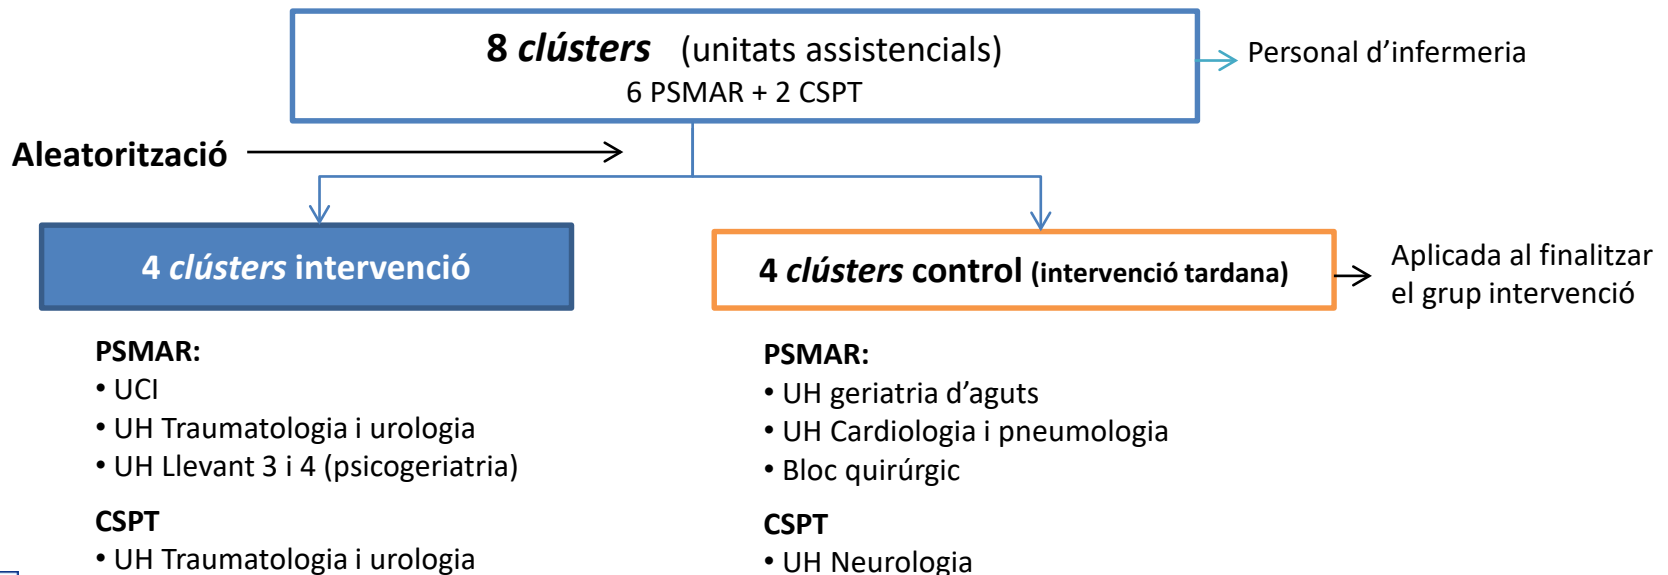 8 clústers (unitats assistencials)
6 PSMAR + 2 CSPT
Personal d’infermeria
Aleatorització
4 clústers intervenció
4 clústers control (intervenció tardana)
Aplicada al finalitzar
el grup intervenció
PSMAR:
• UCI
• UH Traumatologia i urologia
• UH Llevant 3 i 4 (psicogeriatria)
CSPT
• UH Traumatologia i urologia
PSMAR:
• UH geriatria d’aguts
• UH Cardiologia i pneumologia
• Bloc quirúrgic
CSPT
• UH Neurologia